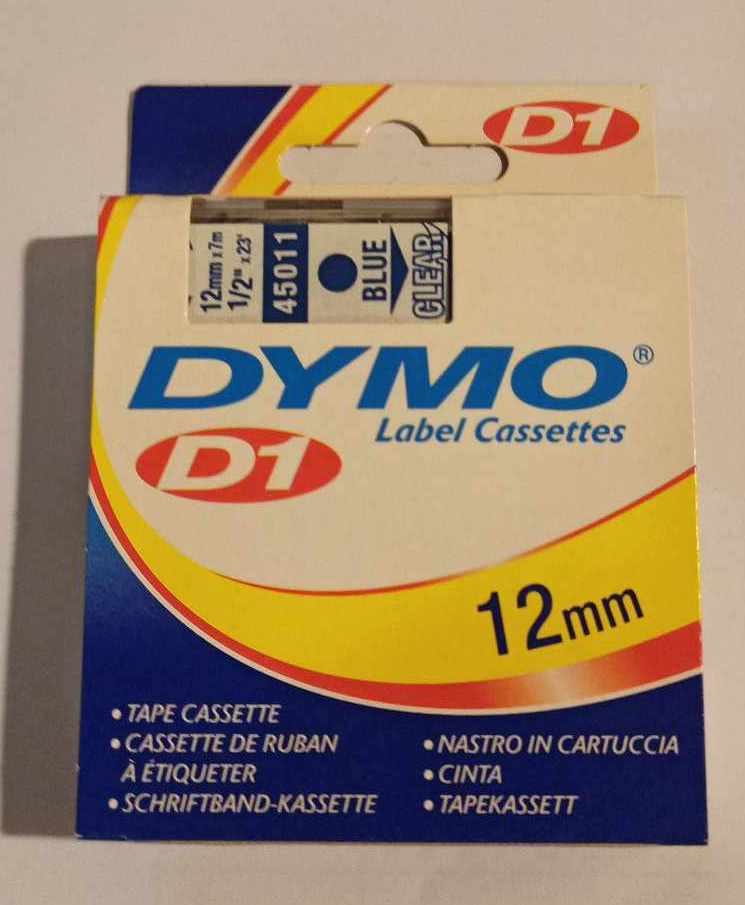 D1
12mm x 7m
1/2" x 23'
45011
BLUE
CLEAR
DYMO®
Label Cassettes
D1
12mm
• TAPE CASSETTE
• CASSETTE DE RUBAN
À ÉTIQUETER
• SCHRIFTBAND-KASSETTE
• NASTRO IN CARTUCCIA
• CINTA
• TAPEKASSETT